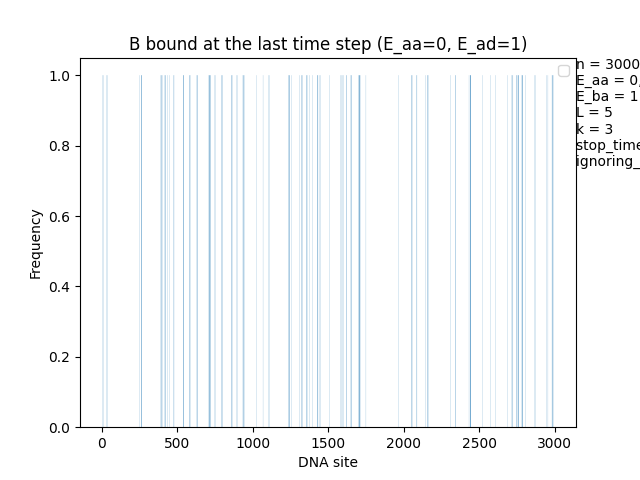 B bound at the last time step (E_aa=0, E_ad=1)
n = 3000
E_aa = 0,
E_ba = 1
L = 5
k = 3
stop_time
ignoring_
1.0
0.8
0.6
0.4
0.2
0.0
Frequency
0 500 1000 1500 2000 2500 3000
DNA site